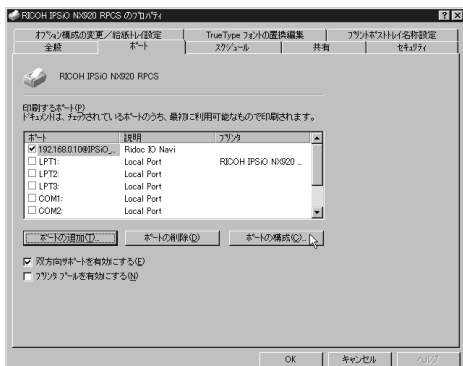 RICOH IPSiO NX920 RPCS のﾌﾟﾛﾊﾟﾃｨ
ｵﾌﾟｼｮﾝ構成の変更／給紙ﾄﾚｲ設定 TrueType ﾌｫﾝﾄの置換編集 ﾌﾟﾘﾝﾄﾎﾟｽﾄﾄﾚｲ名称設定
全般 ﾎﾟｰﾄ ｽｹｼﾞｭｰﾙ 共有 ｾｷｭﾘﾃｨ
RICOH IPSiO NX920 RPCS
印刷するﾎﾟｰﾄ(P)
ﾄﾞｷｭﾒﾝﾄは、ﾁｪｯｸされているﾎﾟｰﾄのうち、最初に利用可能なもので印刷されます。
ﾎﾟｰﾄ 説明 ﾌﾟﾘﾝﾀ
192.168.0.10@IPSiO_... Ridoc IO Navi
LPT1: Local Port RICOH IPSiO NX920 ...
LPT2: Local Port
LPT3: Local Port
COM1: Local Port
COM2: Local Port
ﾎﾟｰﾄの追加(T)... ﾎﾟｰﾄの削除(D) ﾎﾟｰﾄの構成(C)...
双方向ｻﾎﾟｰﾄを有効にする(E)
ﾌﾟﾘﾝﾀ ﾌﾟｰﾙを有効にする(N)
OK ｷｬﾝｾﾙ ﾍﾙﾌﾟ